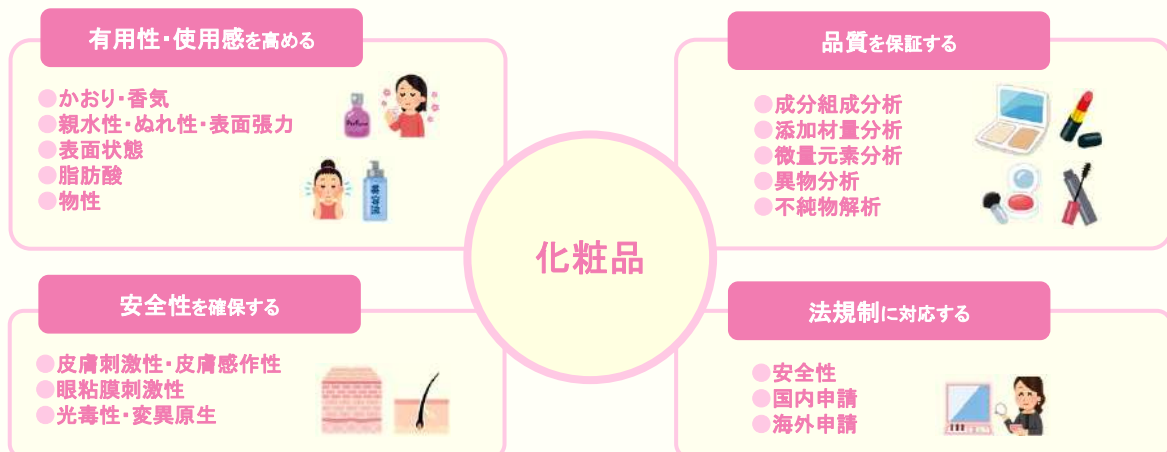 有用性・使用感を高める
●かおり・香気
●親水性・ぬれ性・表面張力
●表面状態
●脂肪酸
●物性
Perfume
美容液
品質を保証する
●成分組成分析
●添加材量分析
●微量元素分析
●異物分析
●不純物解析
化粧品
安全性を確保する
●皮膚刺激性・皮膚感作性
●眼粘膜刺激性
●光毒性・変異原生
法規制に対応する
●安全性
●国内申請
●海外申請